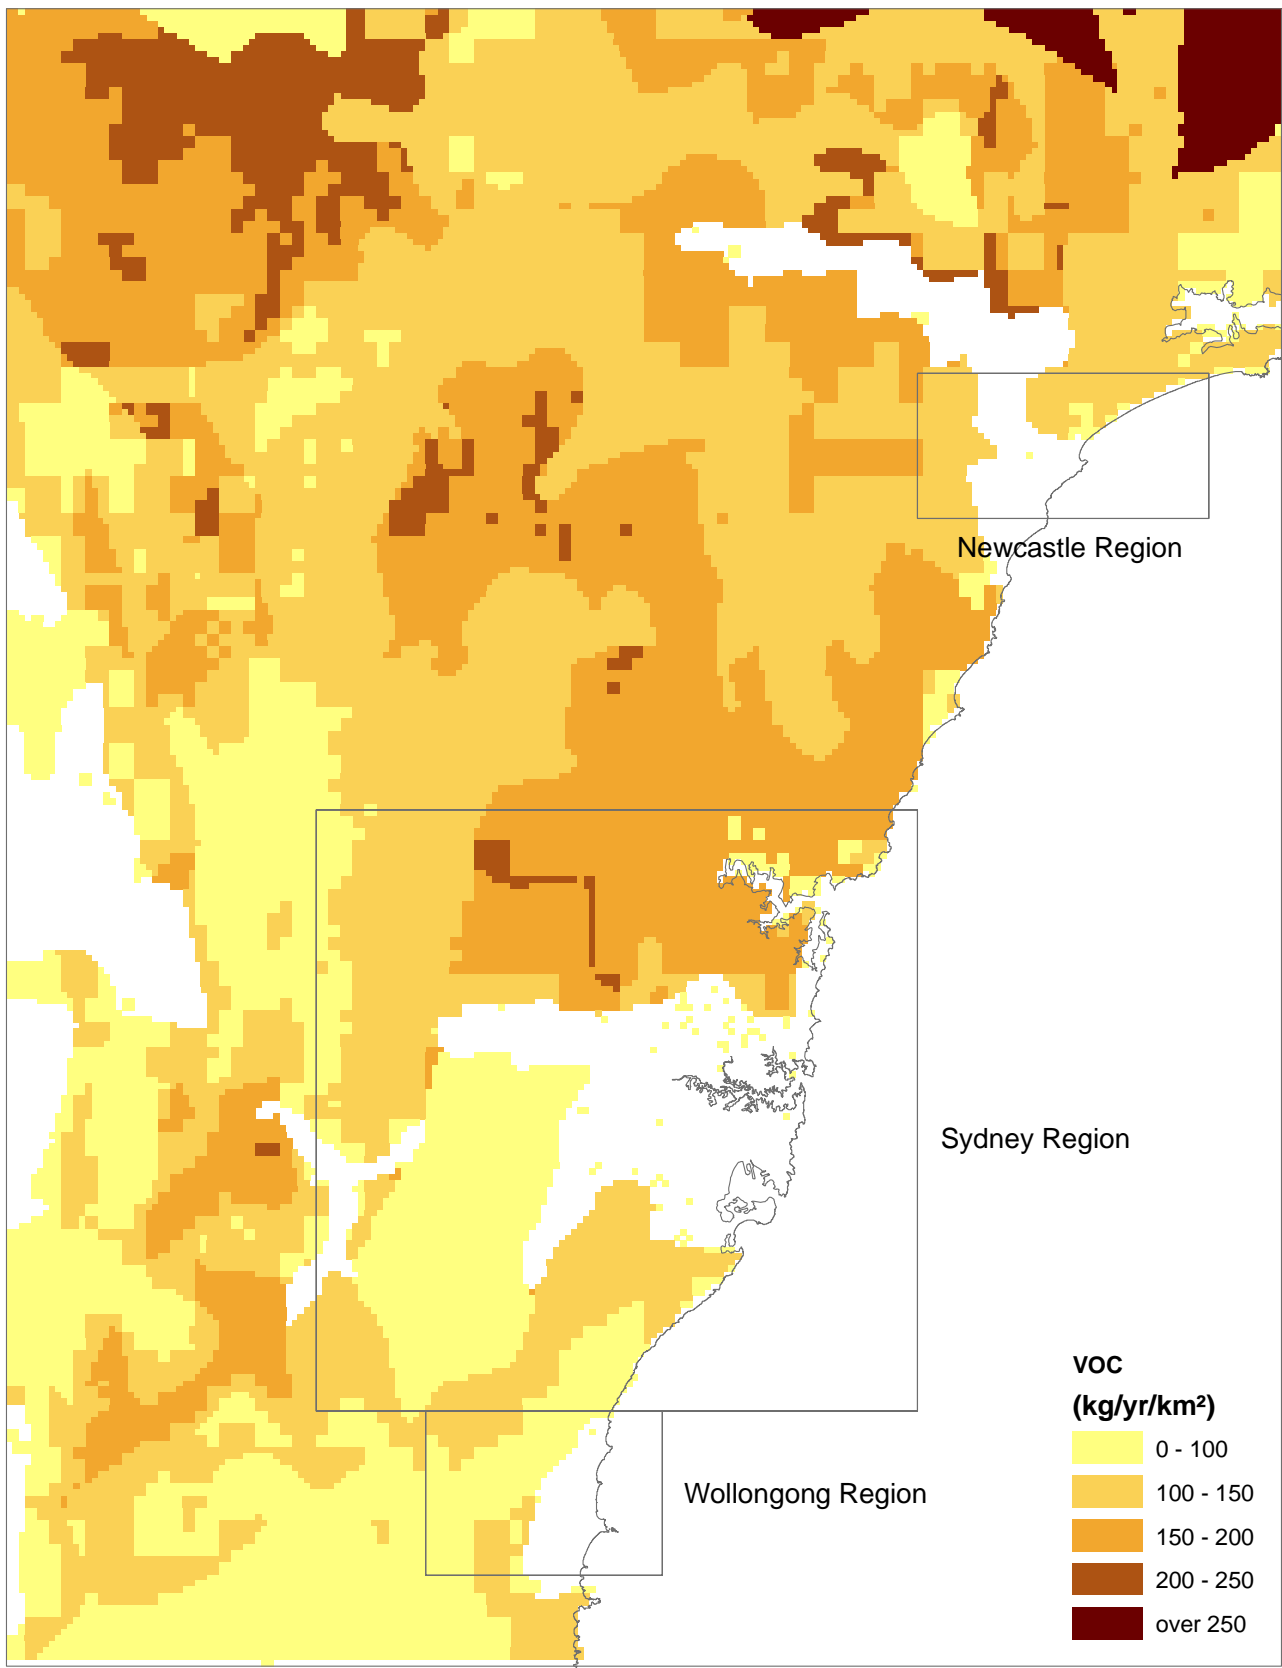 Newcastle Region
Sydney Region
Wollongong Region
VOC
(kg/yr/km²)
0 - 100
100 - 150
150 - 200
200 - 250
over 250